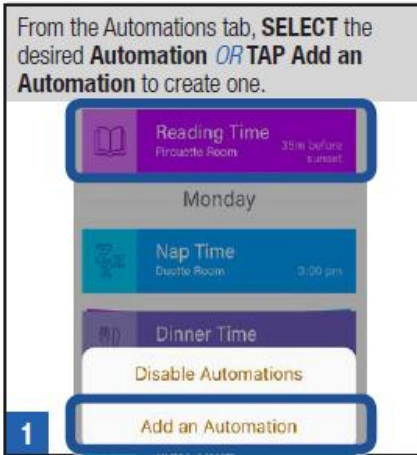 From the Automations tab, SELECT the
desired Automation OR TAP Add an
Automation to create one.
Reading Time
Pirouette Room
35m before
sunset
Monday
Nap Time
Duette Room
3:00 pm
Dinner Time
Disable Automations
Add an Automation
1